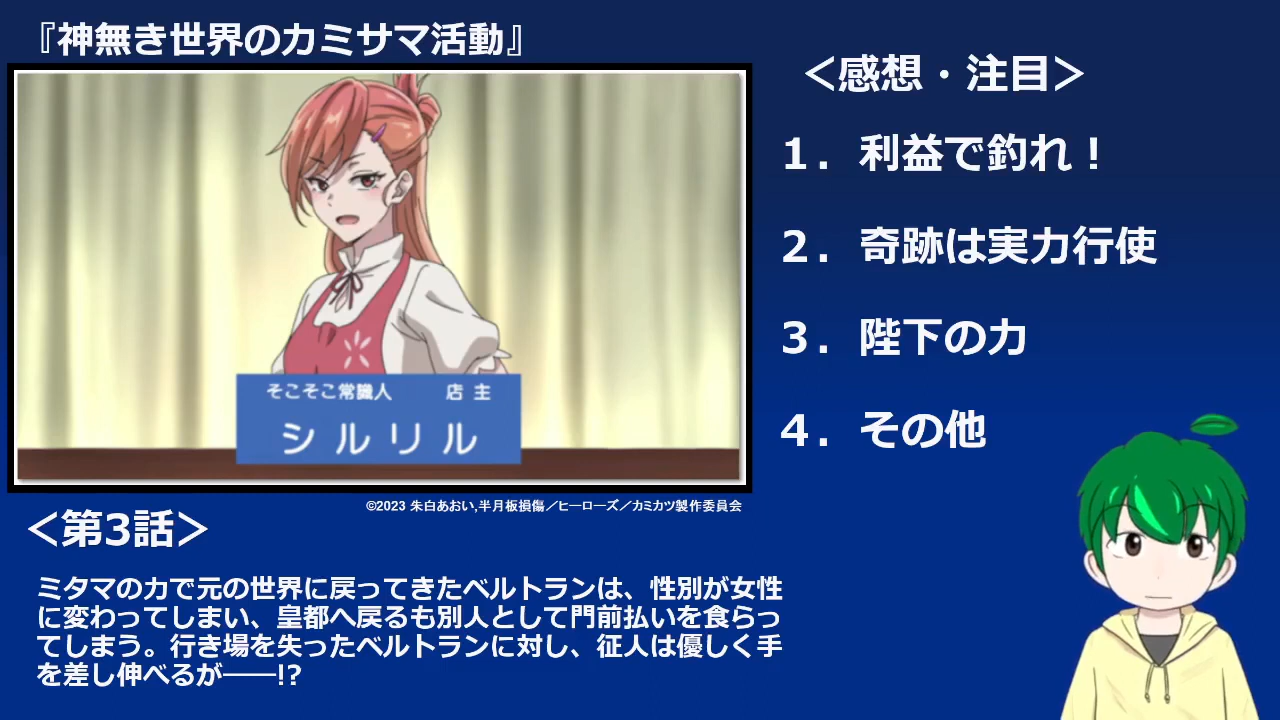 『神無き世界のカミサマ活動』
そこそこ常識人 店主
シルリル
©2023 朱白あおい,半月板損傷／ヒーローズ／カミカツ製作委員会
＜第3話＞
ミタマの力で元の世界に戻ってきたベルトランは、性別が女性
に変わってしまい、皇都へ戻るも別人として門前払いを食らっ
てしまう。行き場を失ったベルトランに対し、征人は優しく手
を差し伸べるが――!?
＜感想・注目＞
１．利益で釣れ！
２．奇跡は実力行使
３．陛下の力
４．その他